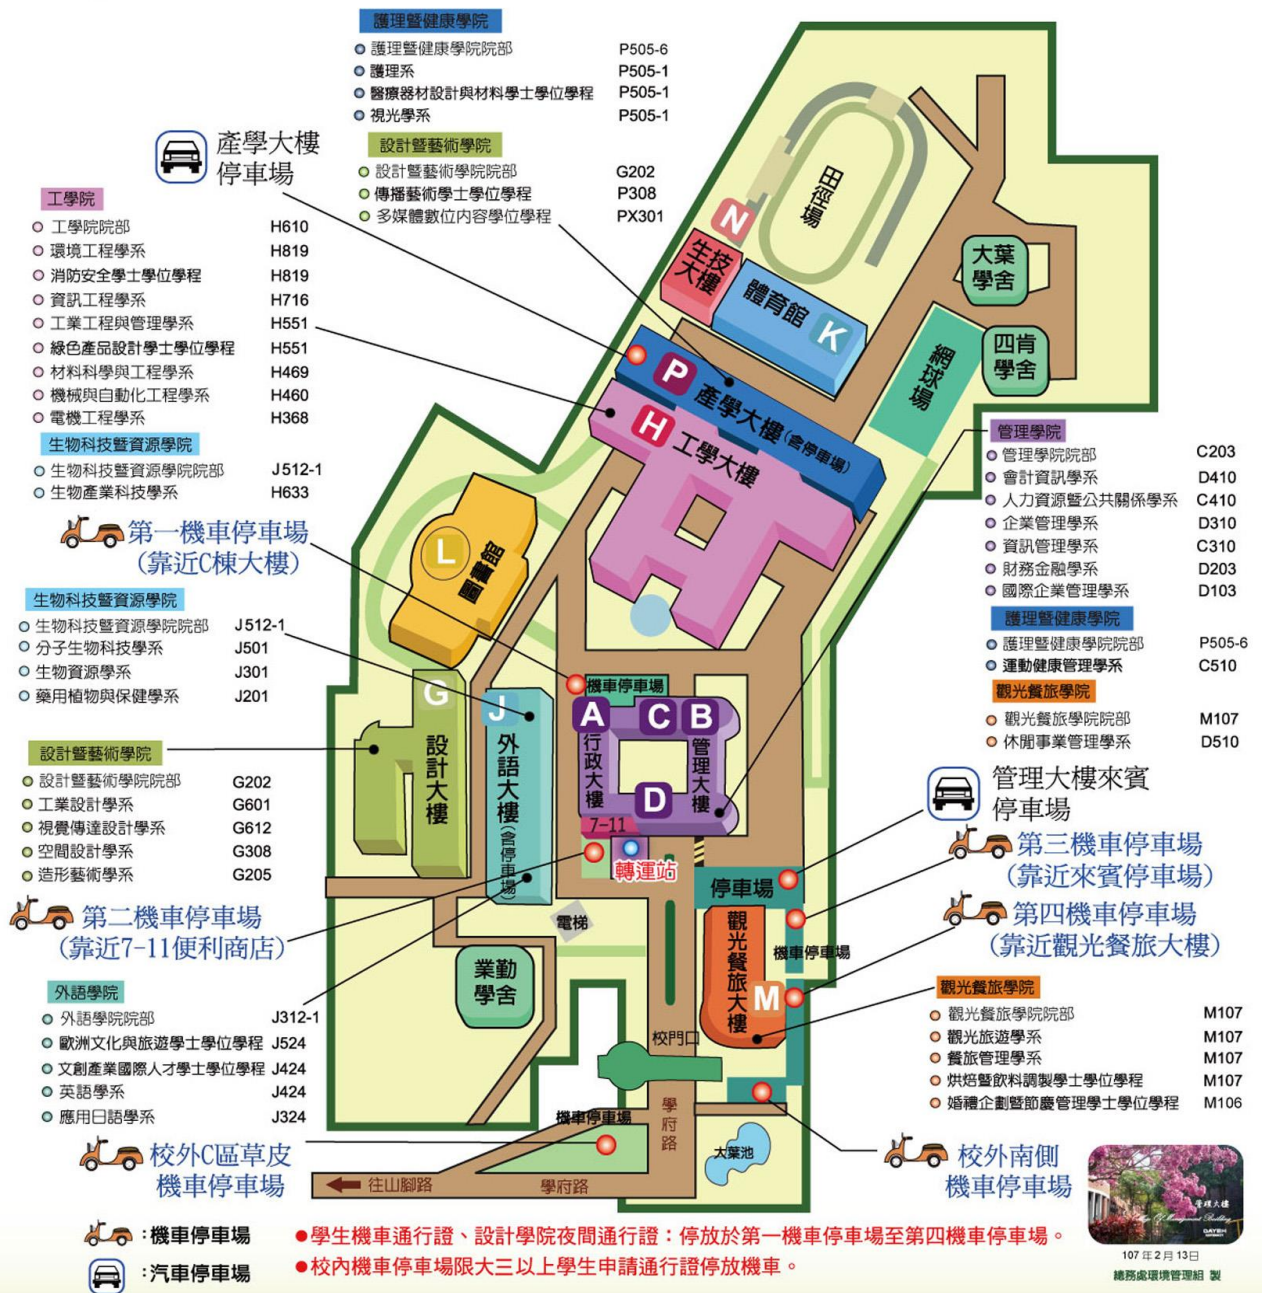 護理暨健康學院
護理暨健康學院院部 P505-6
護理系 P505-1
醫療器材設計與材料學士學位學程 P505-1
視光學系 P505-1
設計暨藝術學院
設計暨藝術學院院部 G202
傳播藝術學士學位學程 P308
多媒體數位內容學位學程 PX301
產學大樓
停車場
工學院
工學院院部 H610
環境工程學系 H819
消防安全學士學位學程 H819
資訊工程學系 H716
工業工程與管理學系 H551
綠色產品設計學士學位學程 H551
材料科學與工程學系 H469
機械與自動化工程學系 H460
電機工程學系 H368
生物科技暨資源學院
生物科技暨資源學院院部 J512-1
生物產業科技學系 H633
第一機車停車場
(靠近C棟大樓)
生物科技暨資源學院
生物科技暨資源學院院部 J512-1
分子生物科技學系 J501
生物資源學系 J301
藥用植物與保健學系 J201
設計暨藝術學院
設計暨藝術學院院部 G202
工業設計學系 G601
視覺傳達設計學系 G612
空間設計學系 G308
造形藝術學系 G205
第二機車停車場
(靠近7-11便利商店)
外語學院
外語學院院部 J312-1
歐洲文化與旅遊學士學位學程 J524
文創產業國際人才學士學位學程 J424
英語學系 J424
應用日語學系 J324
校外C區草皮
機車停車場
田徑場
N
生技
大樓
體育館
K
大葉
學舍
四肯
學舍
網球場
P
產學大樓(含停車場)
H
工學大樓
L
圖書館
G
設計大樓
J
外語大樓(含停車場)
機車停車場
A
行政大樓
C
B
管理大樓
D
7-11
轉運站
停車場
觀光餐旅大樓
M
機車停車場
電梯
業勤
學舍
校門口
學府路
機車停車場
大葉池
往山腳路
學府路
管理學院
管理學院院部 C203
會計資訊學系 D410
人力資源暨公共關係學系 C410
企業管理學系 D310
資訊管理學系 C310
財務金融學系 D203
國際企業管理學系 D103
護理暨健康學院
護理暨健康學院院部 P505-6
運動健康管理學系 C510
觀光餐旅學院
觀光餐旅學院院部 M107
休閒事業管理學系 D510
管理大樓來賓
停車場
第三機車停車場
(靠近來賓停車場)
第四機車停車場
(靠近觀光餐旅大樓)
觀光餐旅學院
觀光餐旅學院院部 M107
觀光旅遊學系 M107
餐旅管理學系 M107
烘焙暨飲料調製學士學位學程 M107
婚禮企劃暨節慶管理學士學位學程 M106
校外南側
機車停車場
:機車停車場
:汽車停車場
●學生機車通行證、設計學院夜間通行證：停放於第一機車停車場至第四機車停車場。
●校內機車停車場限大三以上學生申請通行證停放機車。
管理大樓
College of Management Building
DAYEH
107年2月13日
總務處環境管理組 製